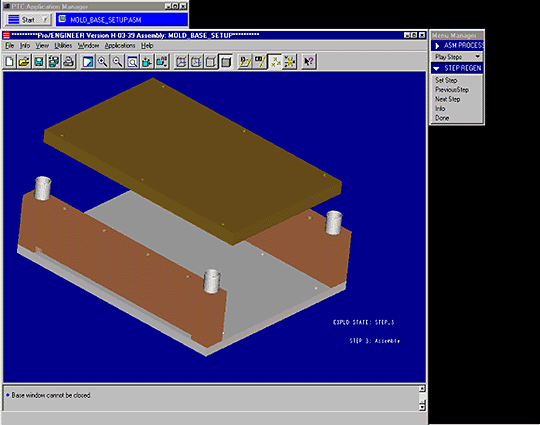 PTC Application Manager
Start
MOLD_BASE_SETUP.ASM
**********Pro/ENGINEER Version H-03-39 Assembly: MOLD_BASE_SETUP**********
File Info View Utilities Window Applications Help
Menu Manager
ASM PROCESS
Play Steps
STEP REGEN
Set Step
PreviousStep
Next Step
Info
Done
EXPLD STATE: STEP_3
STEP 3: Assemble
Base window cannot be closed.